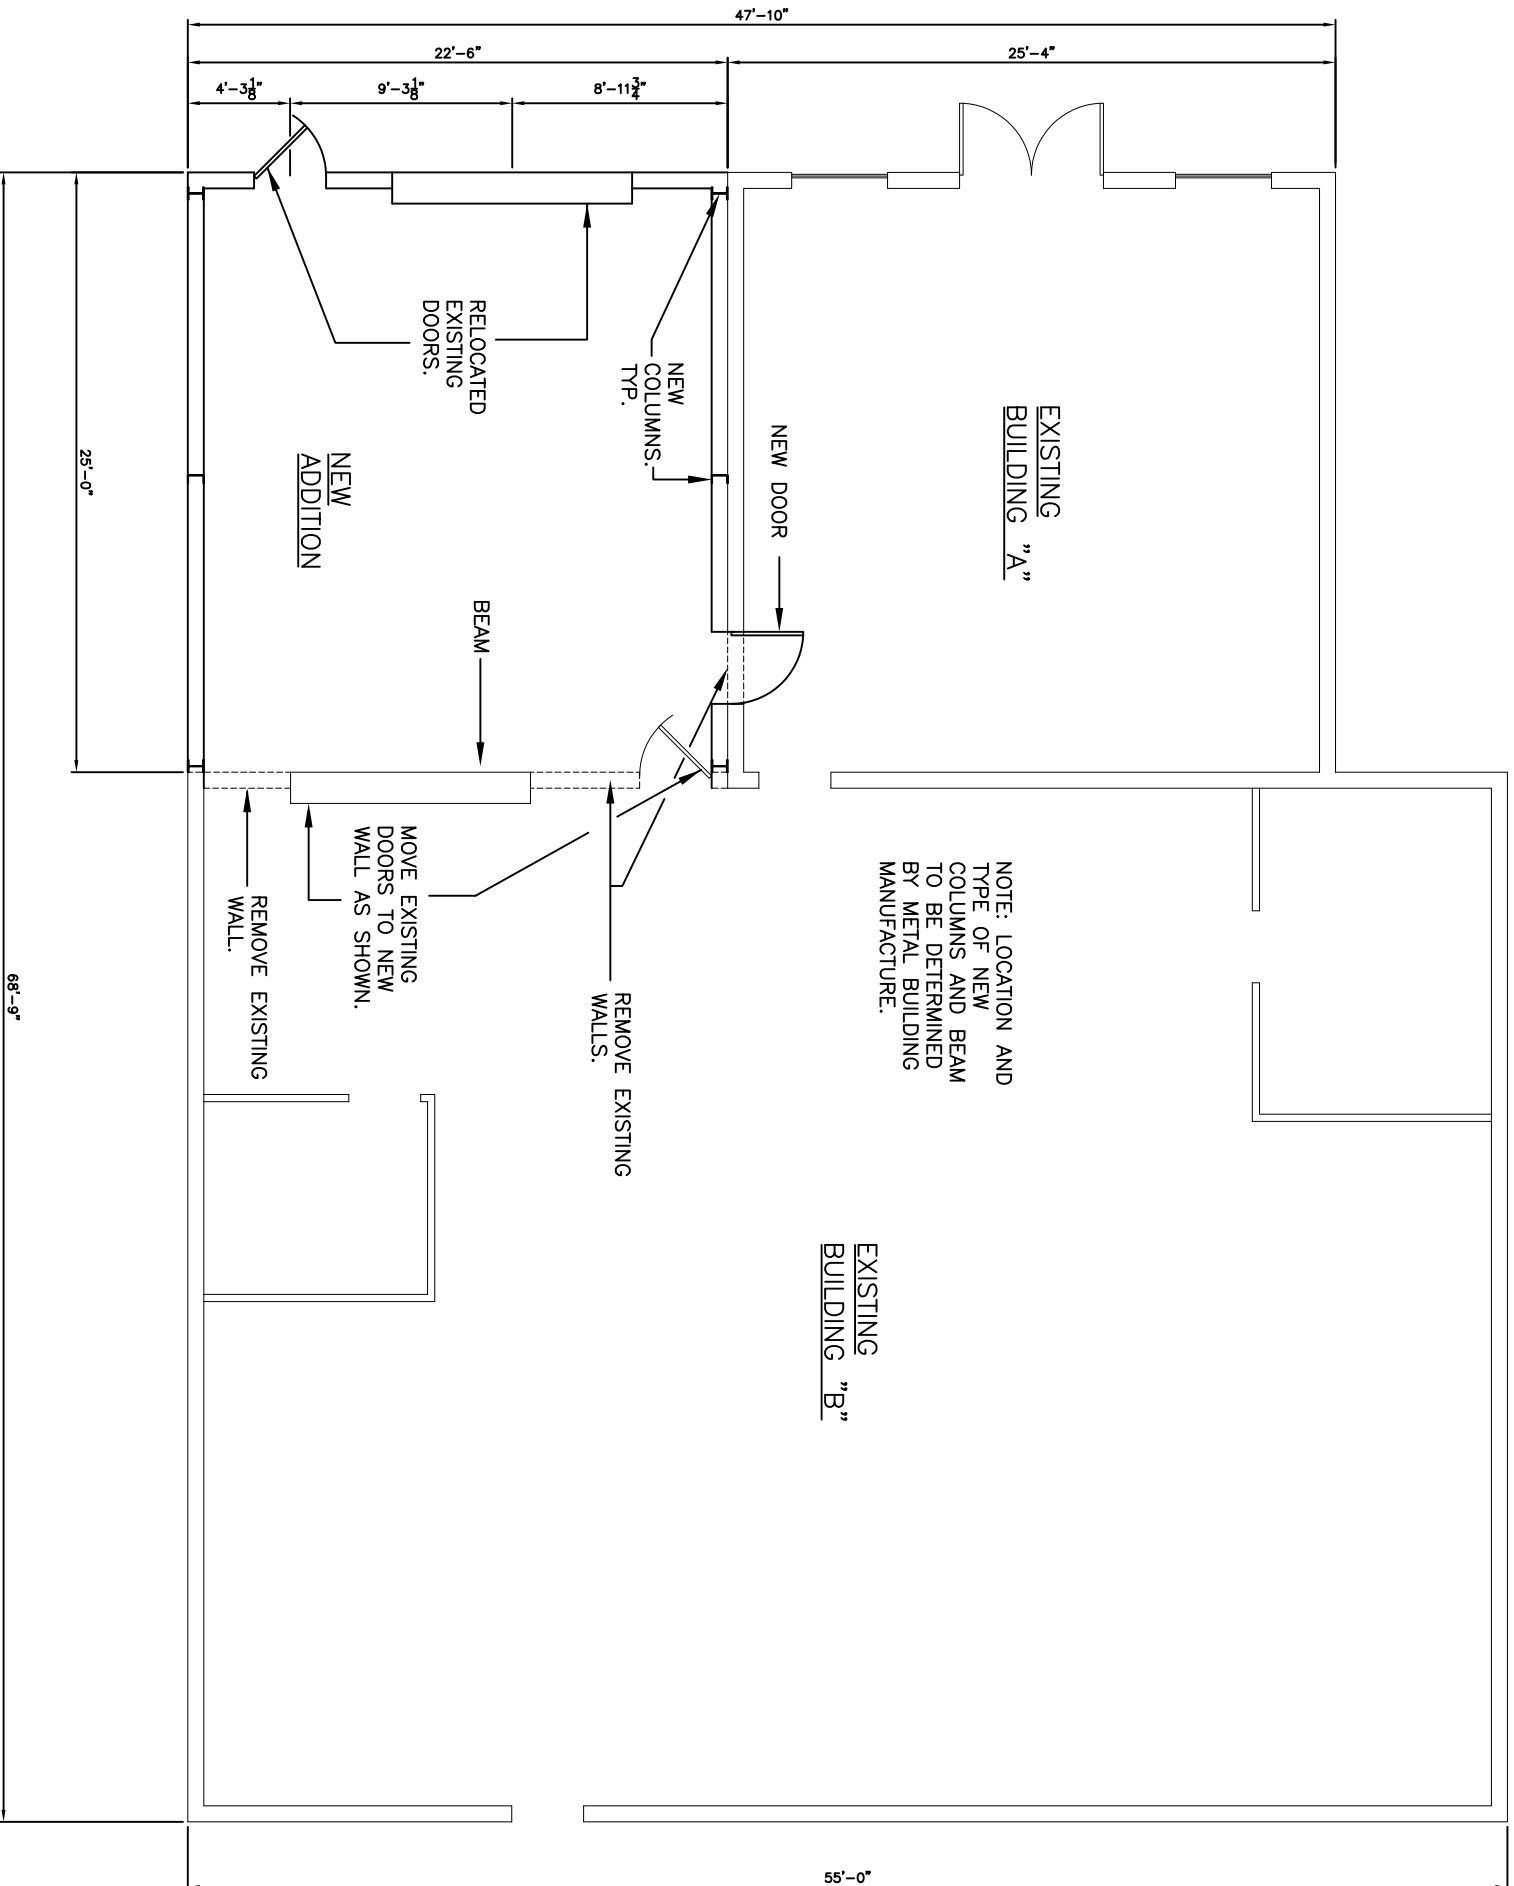 47'-10"
22'-6"
25'-4"
4'-3 1/8"
9'-3 1/8"
8'-11 3/4"
RELOCATED
EXISTING
DOORS.
NEW
COLUMNS.
TYP.
NEW DOOR
EXISTING
BUILDING "A"
NEW
ADDITION
25'-0"
BEAM
MOVE EXISTING
DOORS TO NEW
WALL AS SHOWN.
REMOVE EXISTING
WALL.
REMOVE EXISTING
WALLS.
NOTE: LOCATION AND
TYPE OF NEW
COLUMNS AND BEAM
TO BE DETERMINED
BY METAL BUILDING
MANUFACTURE.
68'-9"
EXISTING
BUILDING "B"
55'-0"